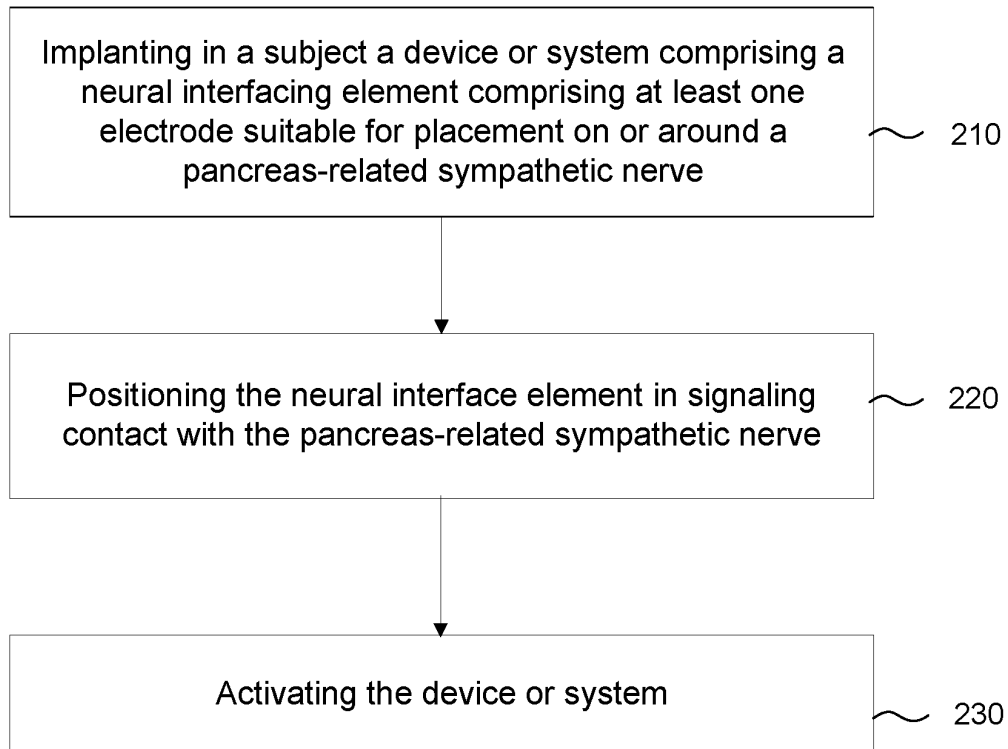 Implanting in a subject a device or system comprising a
neural interfacing element comprising at least one
electrode suitable for placement on or around a
pancreas-related sympathetic nerve
210
Positioning the neural interface element in signaling
contact with the pancreas-related sympathetic nerve
220
Activating the device or system
230